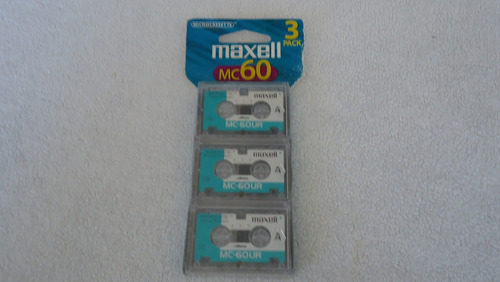 MICROCASSETTE
3
PACK
maxell
MC60
maxell
A
MC-60UR
maxell
A
MC-60UR
maxell
A
MC-60UR